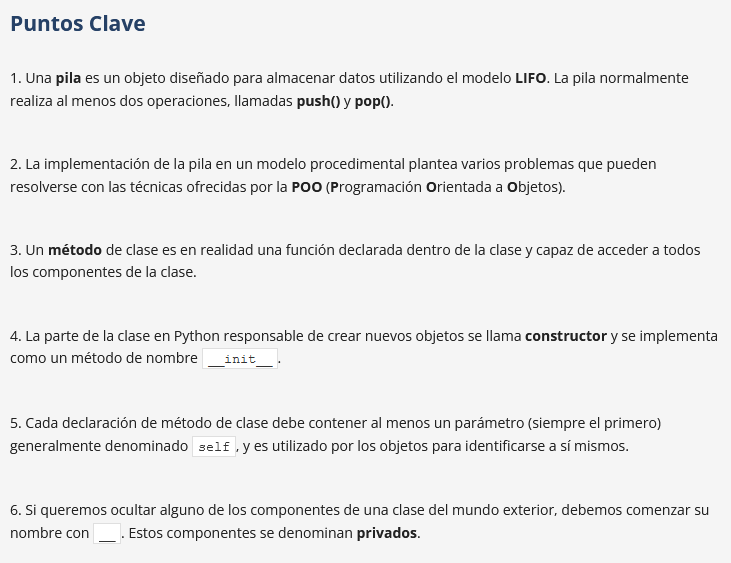 Puntos Clave
1. Una pila es un objeto diseñado para almacenar datos utilizando el modelo LIFO. La pila normalmente
realiza al menos dos operaciones, llamadas push() y pop().
2. La implementación de la pila en un modelo procedimental plantea varios problemas que pueden
resolverse con las técnicas ofrecidas por la POO (Programación Orientada a Objetos).
3. Un método de clase es en realidad una función declarada dentro de la clase y capaz de acceder a todos
los componentes de la clase.
4. La parte de la clase en Python responsable de crear nuevos objetos se llama constructor y se implementa
como un método de nombre __init__.
5. Cada declaración de método de clase debe contener al menos un parámetro (siempre el primero)
generalmente denominado self, y es utilizado por los objetos para identificarse a sí mismos.
6. Si queremos ocultar alguno de los componentes de una clase del mundo exterior, debemos comenzar su
nombre con __. Estos componentes se denominan privados.